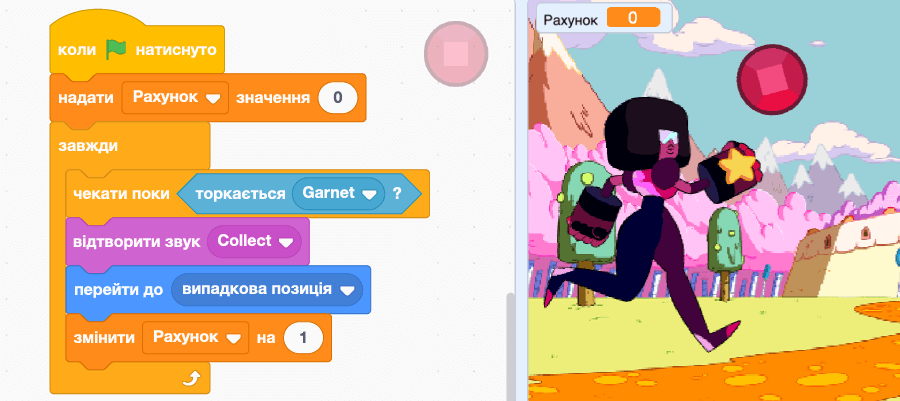 коли натиснуто
надати Рахунок значення 0
завжди
чекати поки торкається Garnet ?
відтворити звук Collect
перейти до випадкова позиція
змінити Рахунок на 1
Рахунок 0